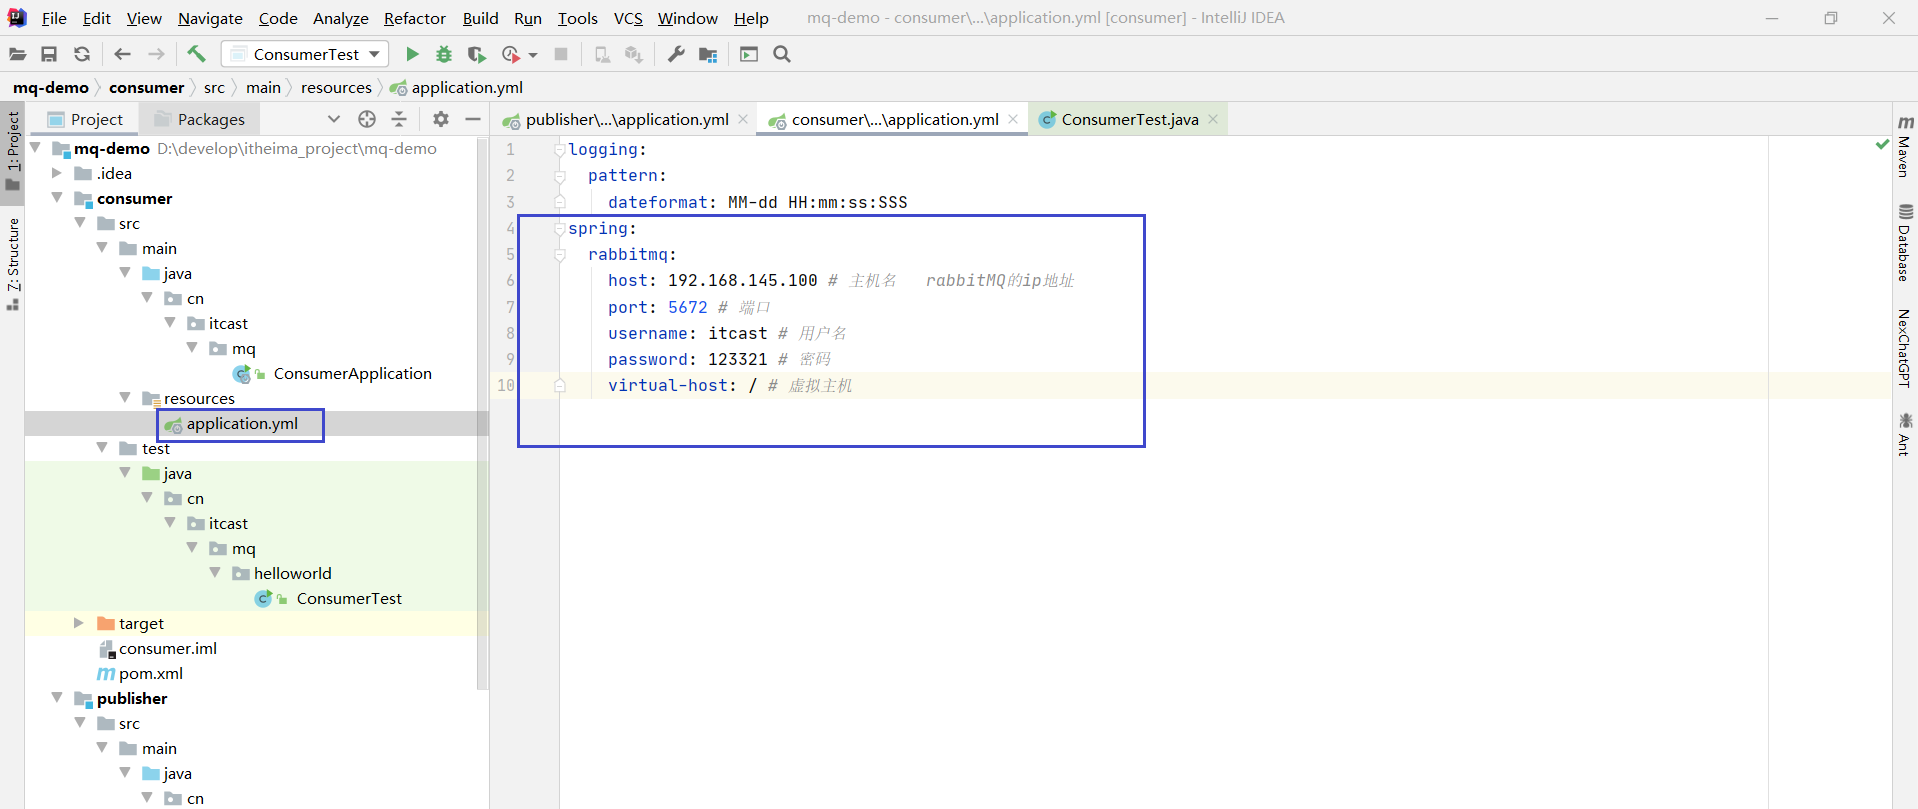 File Edit View Navigate Code Analyze Refactor Build Run Tools VCS Window Help mq-demo - consumer\...\application.yml [consumer] - IntelliJ IDEA
ConsumerTest
mq-demo consumer src main resources application.yml
Project Packages
publisher\...\application.yml consumer\...\application.yml ConsumerTest.java
1: Project
Z: Structure
mq-demo D:\develop\itheima_project\mq-demo
.idea
consumer
src
main
java
cn
itcast
mq
ConsumerApplication
resources
application.yml
test
java
cn
itcast
mq
helloworld
ConsumerTest
target
consumer.iml
pom.xml
publisher
src
main
java
cn
1 logging:
2 pattern:
3 dateformat: MM-dd HH:mm:ss:SSS
4 spring:
5 rabbitmq:
6 host: 192.168.145.100 # 主机名 rabbitMQ的ip地址
7 port: 5672 # 端口
8 username: itcast # 用户名
9 password: 123321 # 密码
10 virtual-host: / # 虚拟主机
Maven
Database
NexChatGPT
Ant